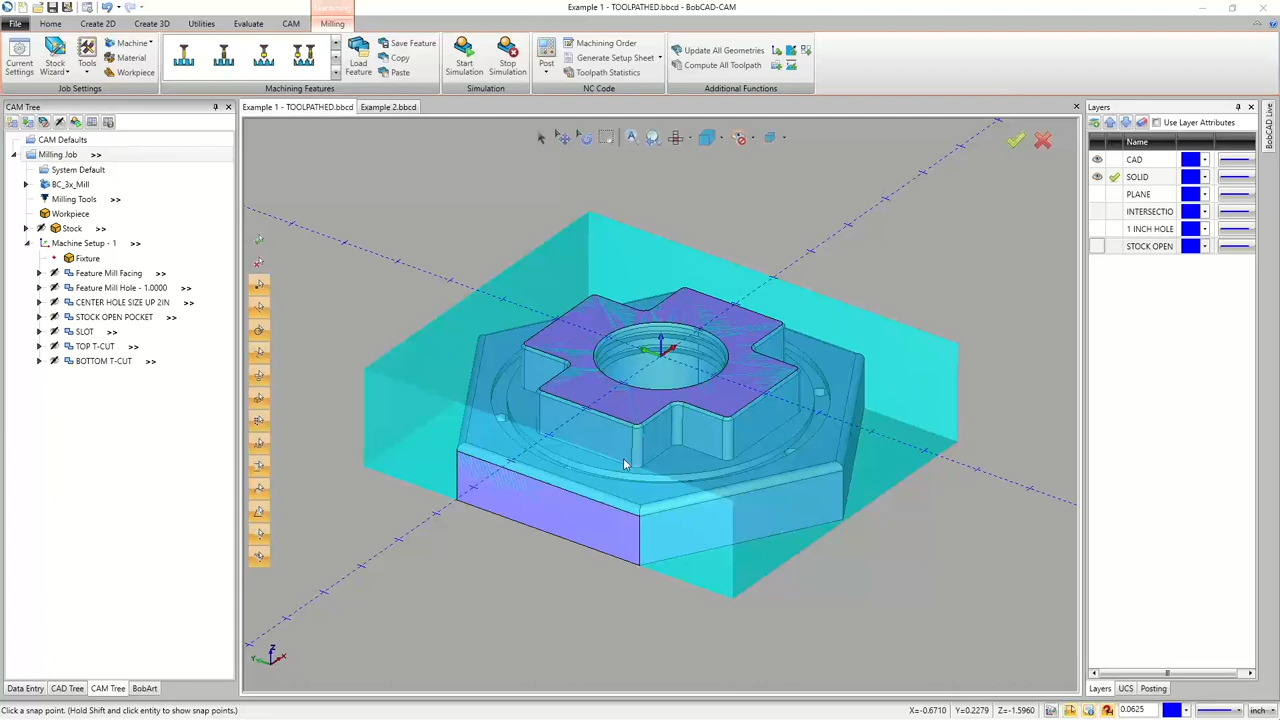 Example 1 - TOOLPATHED.bbcd - BobCAD-CAM
File Home Create 2D Create 3D Utilities Evaluate CAM Milling
Current Settings
Stock Wizard
Tools
Machine
Material
Workpiece
Load Feature
Save Feature
Copy
Paste
Start Simulation
Stop Simulation
Post
Machining Order
Generate Setup Sheet
Toolpath Statistics
Update All Geometries
Compute All Toolpath
Job Settings Machining Features Simulation NC Code Additional Functions
CAM Tree
Example 1 - TOOLPATHED.bbcd Example 2.bbcd
CAM Defaults
Milling Job >>
System Default
BC_3x_Mill
Milling Tools >>
Workpiece
Stock >>
Machine Setup - 1 >>
Fixture
Feature Mill Facing >>
Feature Mill Hole - 1.0000 >>
CENTER HOLE SIZE UP 2IN >>
STOCK OPEN POCKET >>
SLOT >>
TOP T-CUT >>
BOTTOM T-CUT >>
Z
Y
X
Layers
Use Layer Attributes
Name
CAD
SOLID
PLANE
INTERSECTIO
1 INCH HOLE
STOCK OPEN
BobCAD Live
Data Entry CAD Tree CAM Tree BobArt
Layers UCS Posting
Click a snap point. (Hold Shift and click entity to show snap points.) X=-0.6710 Y=0.2279 Z=-1.5960 0.0625 inch